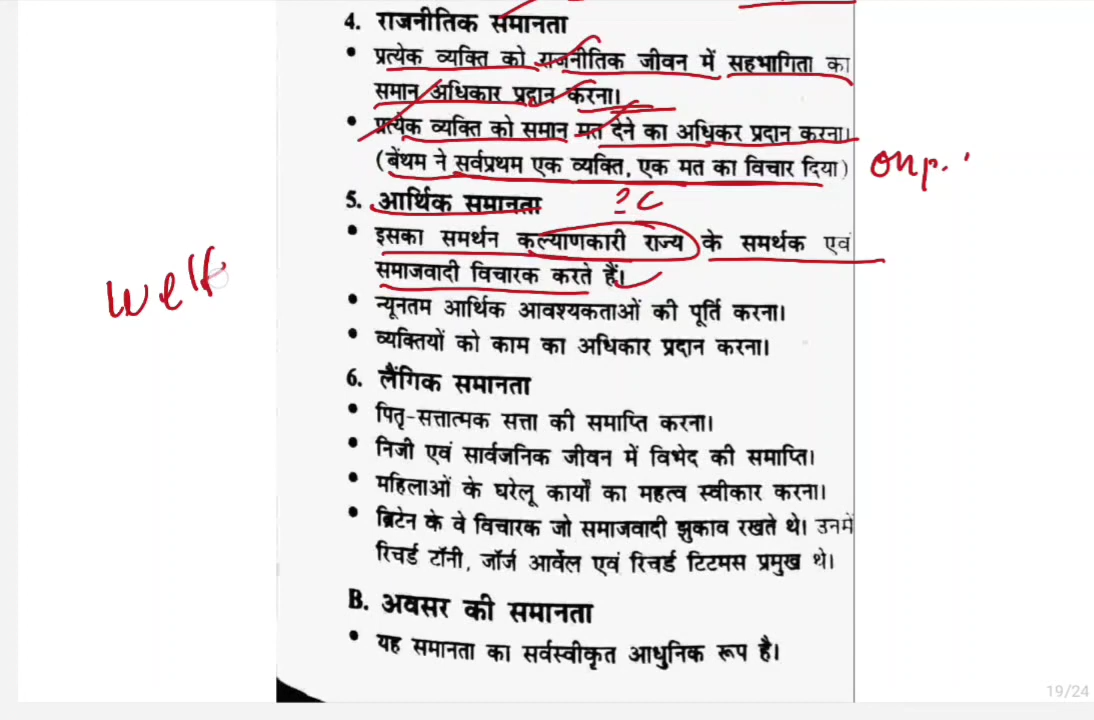 4. राजनीतिक समानता
• प्रत्येक व्यक्ति को राजनीतिक जीवन में सहभागिता का
समान अधिकार प्रद्वान करना।
• प्रत्येक व्यक्ति को समान मत देने का अधिकर प्रदान करना।
(बेंथम ने सर्वप्रथम एक व्यक्ति, एक मत का विचार दिया)
5. आर्थिक समानता
• इसका समर्थन कल्याणकारी राज्य के समर्थक एवं
समाजवादी विचारक करते हैं।
welf
• न्यूनतम आर्थिक आवश्यकताओं की पूर्ति करना।
• व्यक्तियों को काम का अधिकार प्रदान करना।
6. लैंगिक समानता
• पितृ-सत्तात्मक सत्ता की समाप्ति करना।
• निजी एवं सार्वजनिक जीवन में विभेद की समाप्ति।
• महिलाओं के घरेलू कार्यों का महत्व स्वीकार करना।
• ब्रिटेन के वे विचारक जो समाजवादी झुकाव रखते थे। उनमें
रिचर्ड टॉनी, जॉर्ज आर्वेल एवं रिचर्ड टिटमस प्रमुख थे।
B. अवसर की समानता
• यह समानता का सर्वस्वीकृत आधुनिक रूप है।
19/24